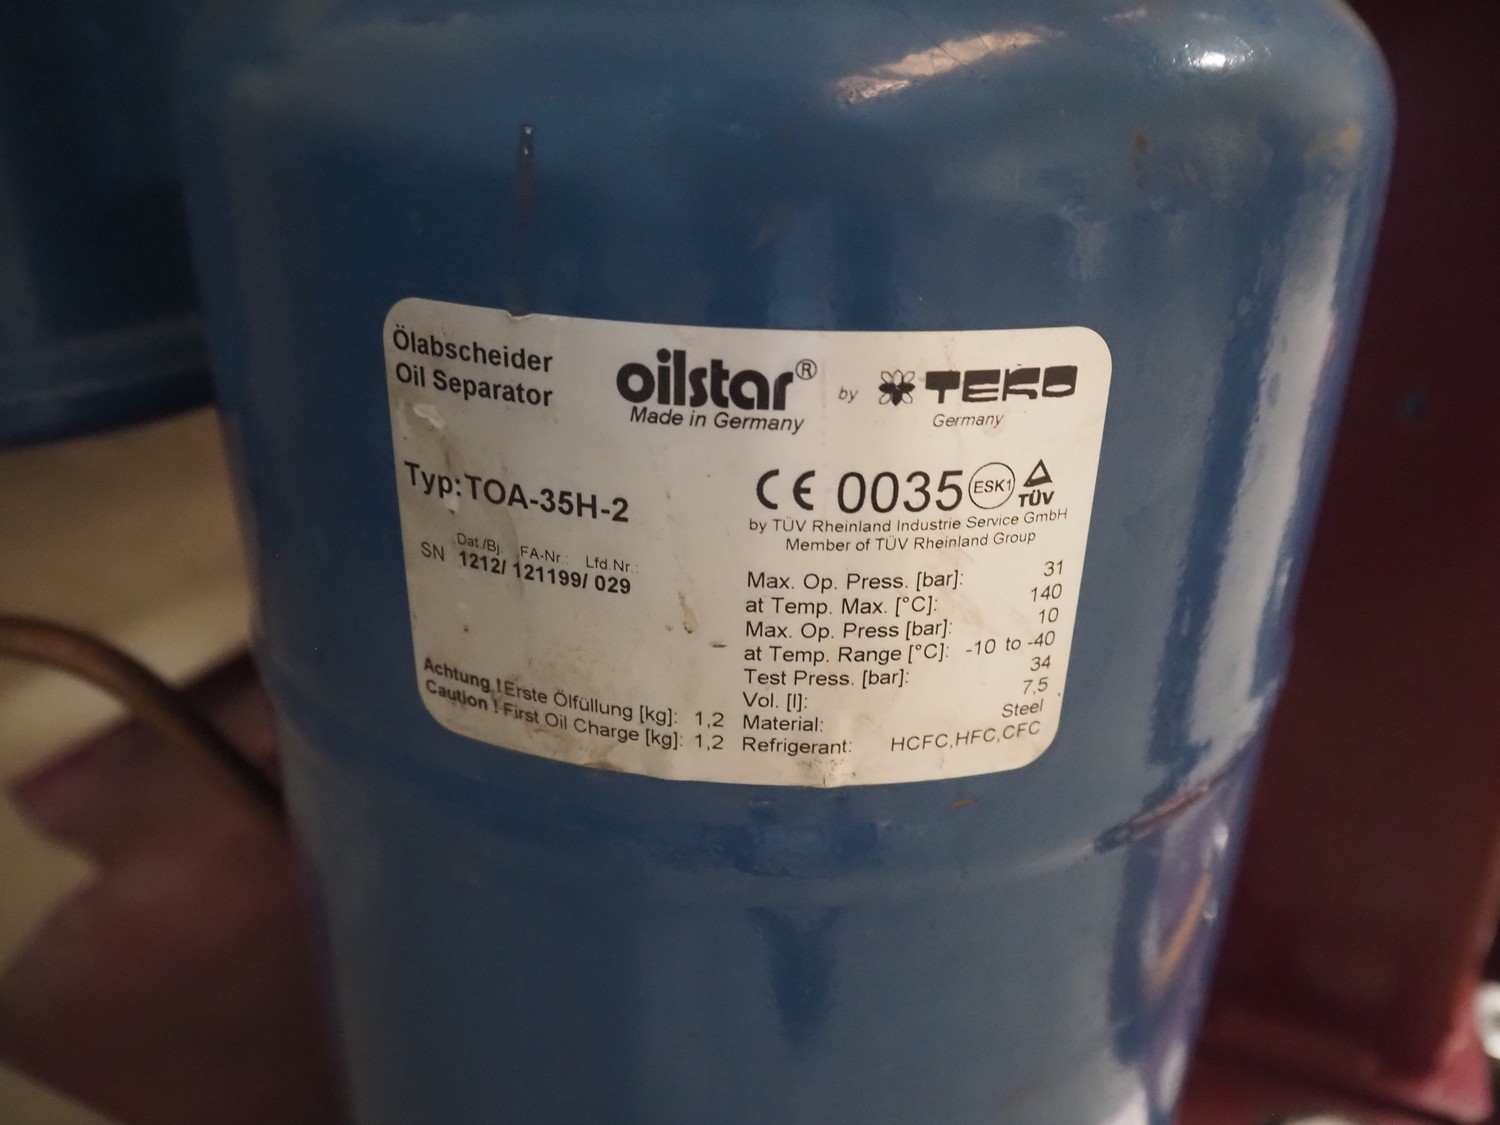 Ölabscheider
Oil Separator
oilstar® by TEKO
Made in Germany
Germany
Typ:TOA-35H-2
CE 0035 ESK1 TÜV
by TÜV Rheinland Industrie Service GmbH
Member of TÜV Rheinland Group
Dat./Bj. FA-Nr.: Lfd.Nr.:
SN 1212/ 121199/ 029
Max. Op. Press. [bar]: 31
at Temp. Max. [°C]: 140
Max. Op. Press [bar]: 10
at Temp. Range [°C]: -10 to -40
Test Press. [bar]: 34
Vol. [l]: 7,5
Material: Steel
Refrigerant: HCFC,HFC,CFC
Achtung ! Erste Ölfüllung [kg]: 1,2
Caution ! First Oil Charge [kg]: 1,2